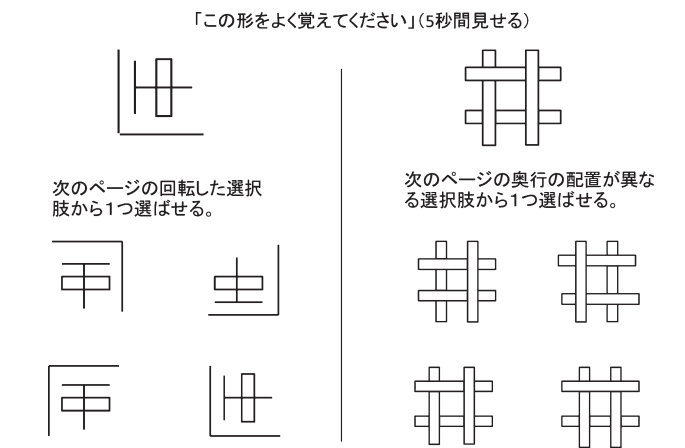 「この形をよく覚えてください」（5秒間見せる）
次のページの回転した選択
肢から1つ選ばせる。
次のページの奥行の配置が異な
る選択肢から1つ選ばせる。